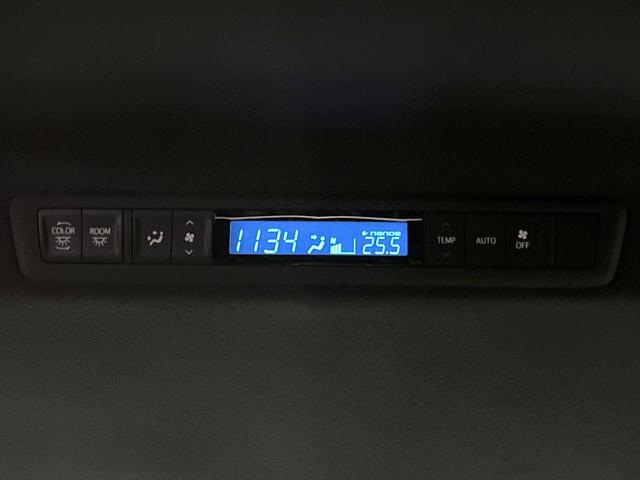 COLOR
ROOM
1134
nanoe
25.5
TEMP
AUTO
OFF